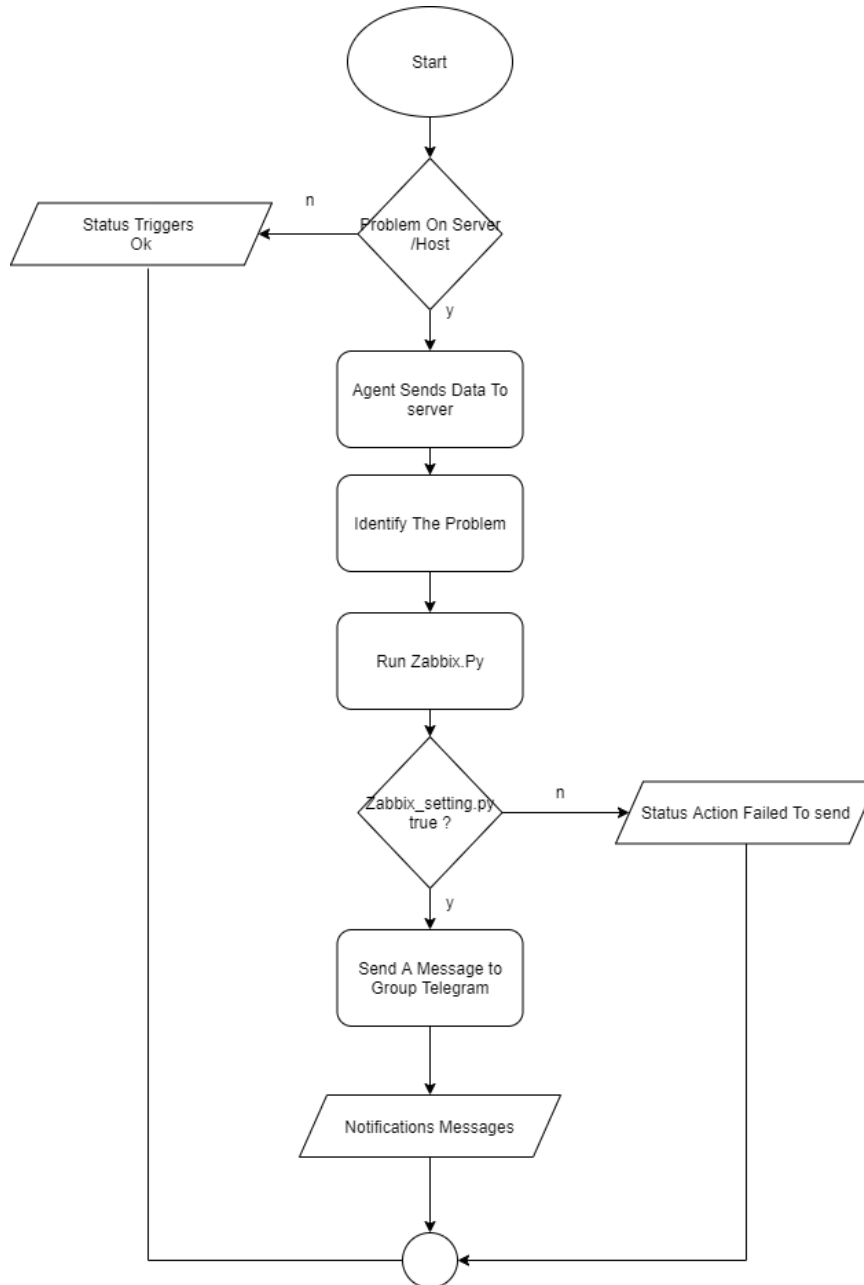 Start
n
Problem On Server
/Host
Status Triggers
Ok
y
Agent Sends Data To
server
Identify The Problem
Run Zabbix.Py
Zabbix_setting.py
true ?
n
Status Action Failed To send
y
Send A Message to
Group Telegram
Notifications Messages